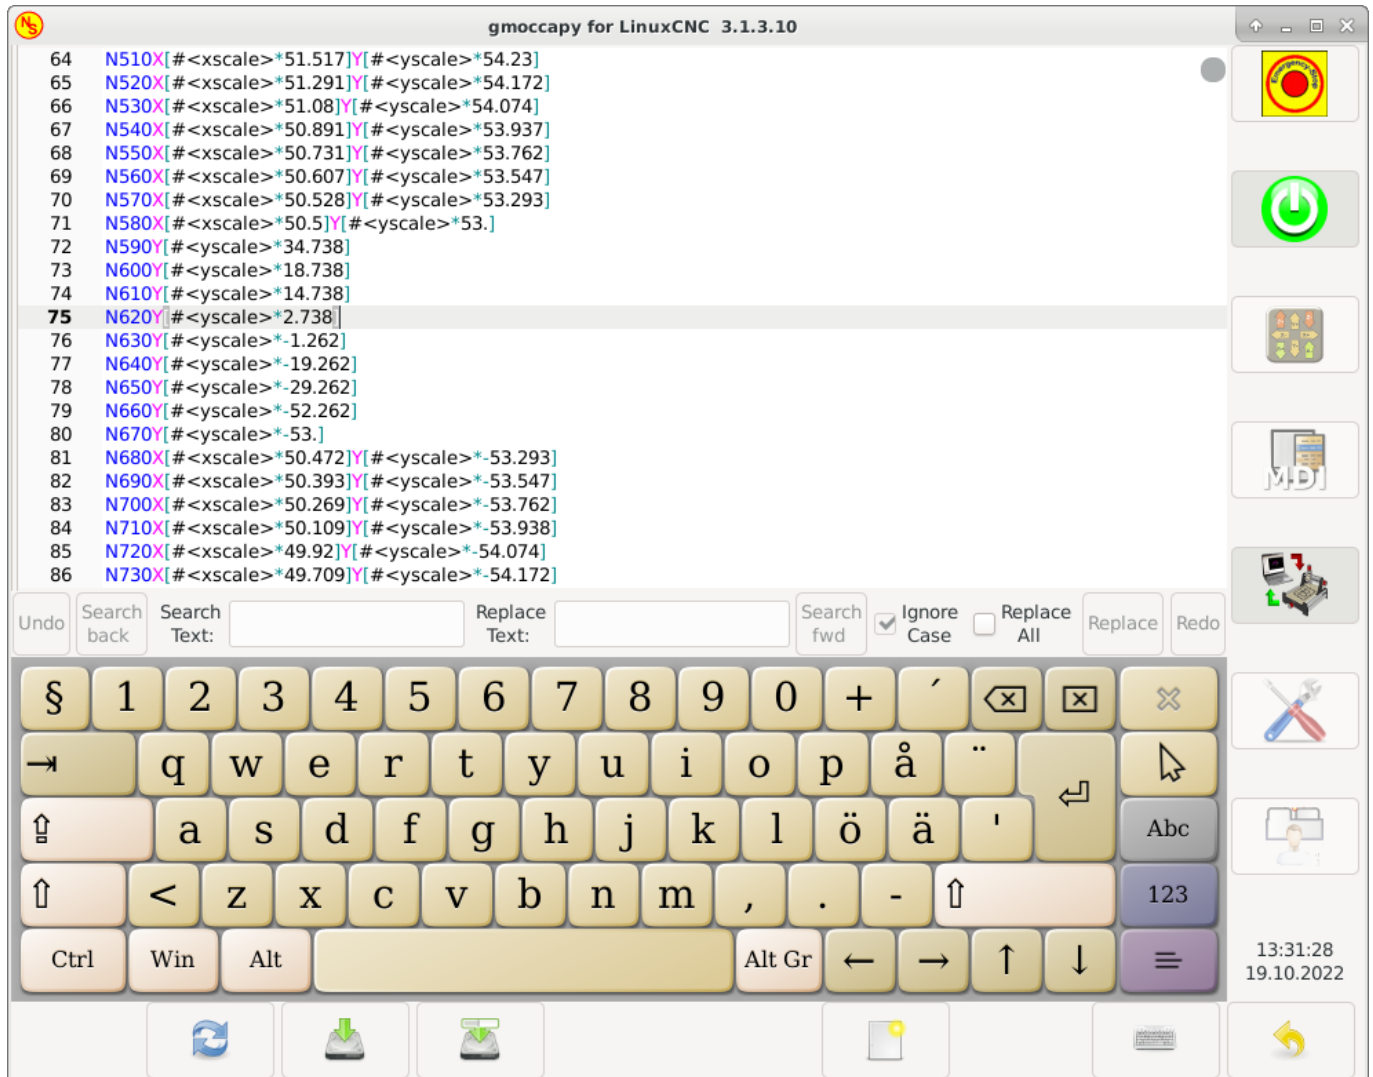 NS
gmoccapy for LinuxCNC 3.1.3.10
64 N510X[#<xscale>*51.517]Y[#<yscale>*54.23]
65 N520X[#<xscale>*51.291]Y[#<yscale>*54.172]
66 N530X[#<xscale>*51.08]Y[#<yscale>*54.074]
67 N540X[#<xscale>*50.891]Y[#<yscale>*53.937]
68 N550X[#<xscale>*50.731]Y[#<yscale>*53.762]
69 N560X[#<xscale>*50.607]Y[#<yscale>*53.547]
70 N570X[#<xscale>*50.528]Y[#<yscale>*53.293]
71 N580X[#<xscale>*50.5]Y[#<yscale>*53.]
72 N590Y[#<yscale>*34.738]
73 N600Y[#<yscale>*18.738]
74 N610Y[#<yscale>*14.738]
75 N620Y[#<yscale>*2.738]
76 N630Y[#<yscale>*-1.262]
77 N640Y[#<yscale>*-19.262]
78 N650Y[#<yscale>*-29.262]
79 N660Y[#<yscale>*-52.262]
80 N670Y[#<yscale>*-53.]
81 N680X[#<xscale>*50.472]Y[#<yscale>*-53.293]
82 N690X[#<xscale>*50.393]Y[#<yscale>*-53.547]
83 N700X[#<xscale>*50.269]Y[#<yscale>*-53.762]
84 N710X[#<xscale>*50.109]Y[#<yscale>*-53.938]
85 N720X[#<xscale>*49.92]Y[#<yscale>*-54.074]
86 N730X[#<xscale>*49.709]Y[#<yscale>*-54.172]
Emergency-Stop
MDI
Undo
Search back
Search Text:
Replace Text:
Search fwd
Ignore Case
Replace All
Replace
Redo
§ 1 2 3 4 5 6 7 8 9 0 + ´
q w e r t y u i o p å ¨
a s d f g h j k l ö ä '
Abc
< z x c v b n m , . -
123
Ctrl Win Alt Alt Gr ← → ↑ ↓
13:31:28
19.10.2022